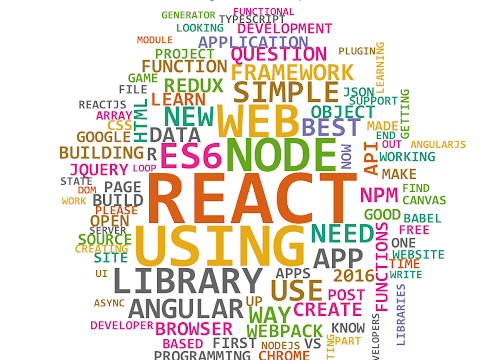 GENERATOR
FUNCTIONAL
TYPESCRIPT
LOOKING
DEVELOPMENT
MODULE
APPLICATION
PROJECT
QUESTION
PLUGIN
LEARNING
FUNCTION
FRAMEWORK
GAME
FILE
REDUX
SIMPLE
JSON
SUPPORT
GETTING
REACTJS
HTML
LEARN
ARRAY
NEW
WEB
OBJECT
CSS
BEST
MADE
GOOGLE
DATA
END
BUILDING
R
ES6
NODE
NOW
API
OUT
ANGULARJS
WORKING
JQUERY
LOOP
MAKE
STATE
DOM
PAGE
REACT
NPM
FIND
WORK
BUILD
CANVAS
PLEASE
OPEN
GOOD
BABEL
SERVER
USING
NEED
FUNCTIONS
FREE
SOURCE
ONE
CREATING
SITE
APP
WEBSITE
TIME
UI
LIBRARY
APPS
2016
WRITE
USE
POST
LIBRARIES
ASYNC
ANGULAR
UP
WAY
CREATE
DEVELOPER
BROWSER
WEBPACK
KNOW
BASED
FIRST
NODEJS
VS
PART
PROGRAMMING
CHROME